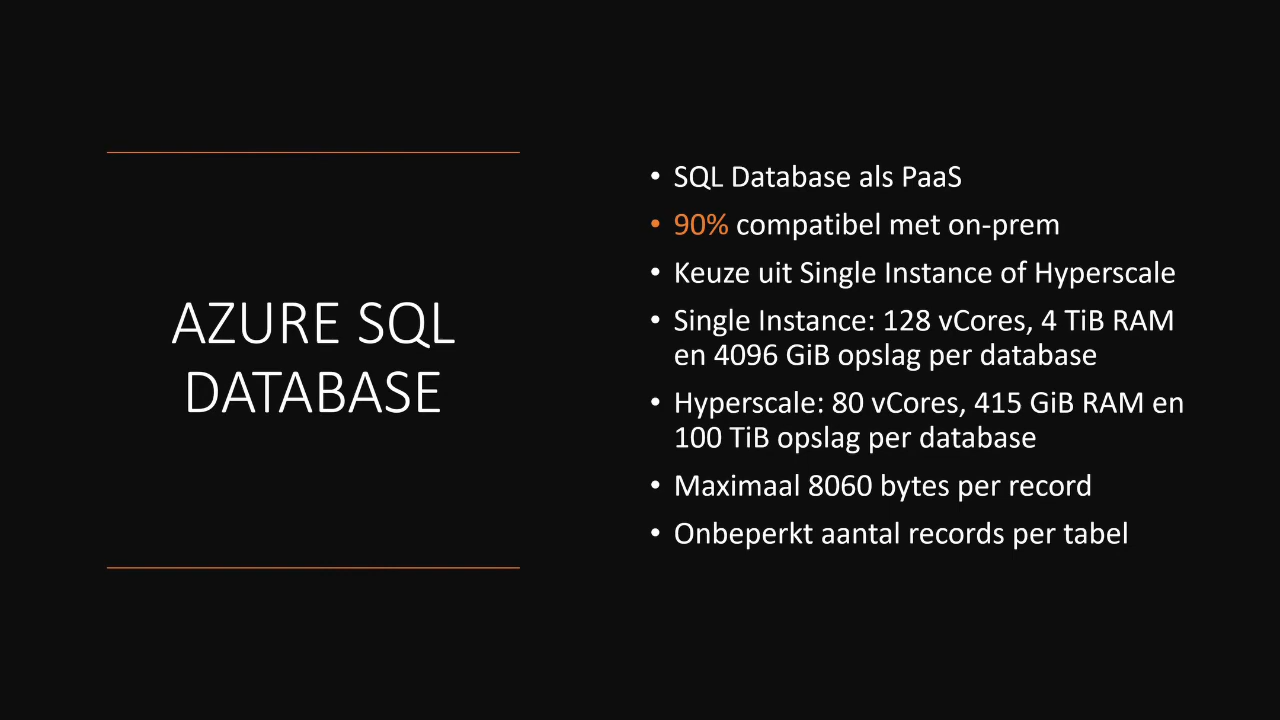 AZURE SQL
DATABASE
• SQL Database als PaaS
• 90% compatibel met on-prem
• Keuze uit Single Instance of Hyperscale
• Single Instance: 128 vCores, 4 TiB RAM
en 4096 GiB opslag per database
• Hyperscale: 80 vCores, 415 GiB RAM en
100 TiB opslag per database
• Maximaal 8060 bytes per record
• Onbeperkt aantal records per tabel